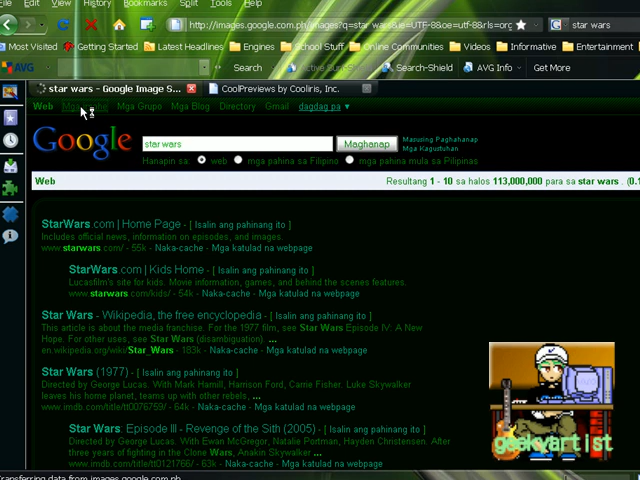 File Edit View History Bookmarks Split Tools Help
http://images.google.com.ph/images?q=star wars&ie=UTF-8&oe=utf-8&rls=org
star wars
Most Visited Getting Started Latest Headlines Engines School Stuff Online Communities Videos Informative Entertainment
AVG Search Search-Shield AVG Info Get More
star wars - Google Image S... CoolPreviews by Cooliris, Inc.
Web Mga Grupo Mga Blog Directory Gmail dagdag pa ▼
Google
star wars
Maghanap
Masusing Paghahanap
Mga Kagustuhan
Hanapin sa: web mga pahina sa Filipino mga pahina mula sa Pilipinas
Web
Resultang 1 - 10 sa halos 113,000,000 para sa star wars . (0.1
StarWars.com | Home Page - [ Isalin ang pahinang ito ]
Includes official news, information on episodes, and images.
www.starwars.com/ - 55k - Naka-cache - Mga katulad na webpage
StarWars.com | Kids Home - [ Isalin ang pahinang ito ]
Lucasfilm's site for kids. Movie information, games, and behind the scenes features.
www.starwars.com/kids/ - 54k - Naka-cache - Mga katulad na webpage
Star Wars - Wikipedia, the free encyclopedia - [ Isalin ang pahinang ito ]
This article is about the media franchise. For the 1977 film, see Star Wars Episode IV: A New
Hope. For other uses, see Star Wars (disambiguation). ...
en.wikipedia.org/wiki/Star_Wars - 183k - Naka-cache - Mga katulad na webpage
Star Wars (1977) - [ Isalin ang pahinang ito ]
Directed by George Lucas. With Mark Hamill, Harrison Ford, Carrie Fisher. Luke Skywalker
leaves his home planet, teams up with other rebels, ...
www.imdb.com/title/tt0076759/ - 64k - Naka-cache - Mga katulad na webpage
Star Wars: Episode III - Revenge of the Sith (2005) - [ Isalin ang pahinang ito ]
Directed by George Lucas. With Ewan McGregor, Natalie Portman, Hayden Christensen. After
three years of fighting in the Clone Wars, Anakin Skywalker ...
www.imdb.com/title/tt0121766/ - 63k - Naka-cache - Mga katulad na webpage
geekyartist
Transferring data from images.google.com.ph